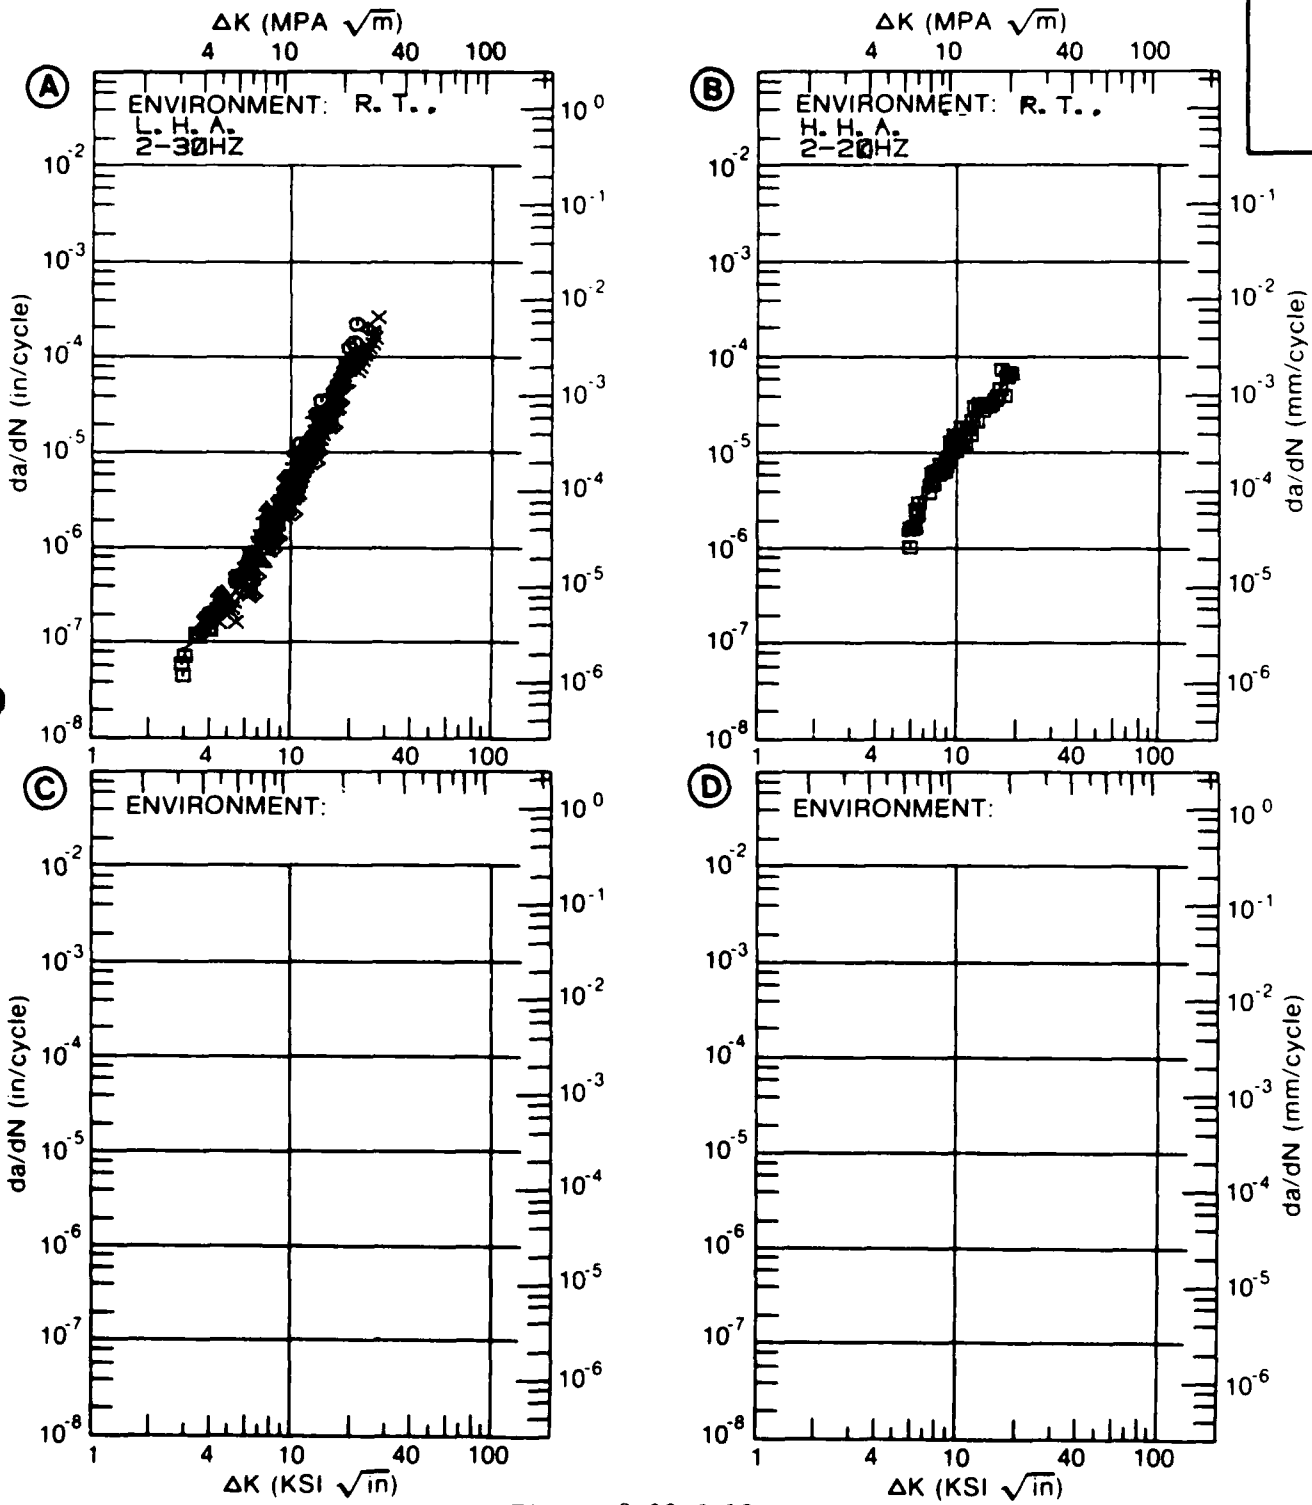 ΔK (MPA √m)
4 10 40 100
A
ENVIRONMENT: R. T..
L. H. A.
2-30HZ
10^0
10^-1
10^-2
10^-3
10^-4
10^-5
10^-6
10^-2
10^-3
10^-4
10^-5
10^-6
10^-7
10^-8
da/dN (in/cycle)
1 4 10 40 100
ΔK (MPA √m)
4 10 40 100
B
ENVIRONMENT: R. T..
H. H. A.
2-20HZ
10^-2
10^-3
10^-4
10^-5
10^-6
10^-7
10^-8
10^-1
10^-2
10^-3
10^-4
10^-5
10^-6
da/dN (mm/cycle)
1 4 10 40 100
C
ENVIRONMENT:
10^0
10^-1
10^-2
10^-3
10^-4
10^-5
10^-6
10^-2
10^-3
10^-4
10^-5
10^-6
10^-7
10^-8
da/dN (in/cycle)
1 4 10 40 100
ΔK (KSI √in)
D
ENVIRONMENT:
10^-2
10^-3
10^-4
10^-5
10^-6
10^-7
10^-8
10^0
10^-1
10^-2
10^-3
10^-4
10^-5
10^-6
da/dN (mm/cycle)
1 4 10 40 100
ΔK (KSI √in)